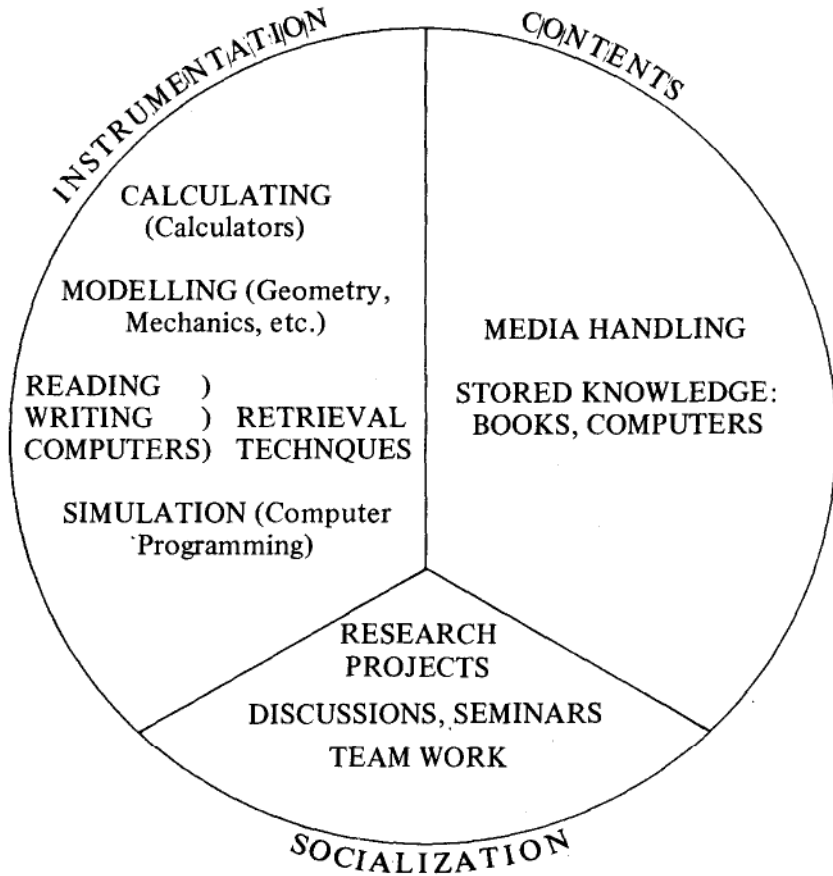 INSTRUMENTATION
CONTENTS
CALCULATING
(Calculators)
MODELLING (Geometry,
Mechanics, etc.)
READING )
WRITING ) RETRIEVAL
COMPUTERS) TECHNQUES
SIMULATION (Computer
Programming)
MEDIA HANDLING
STORED KNOWLEDGE:
BOOKS, COMPUTERS
RESEARCH
PROJECTS
DISCUSSIONS, SEMINARS
TEAM WORK
SOCIALIZATION